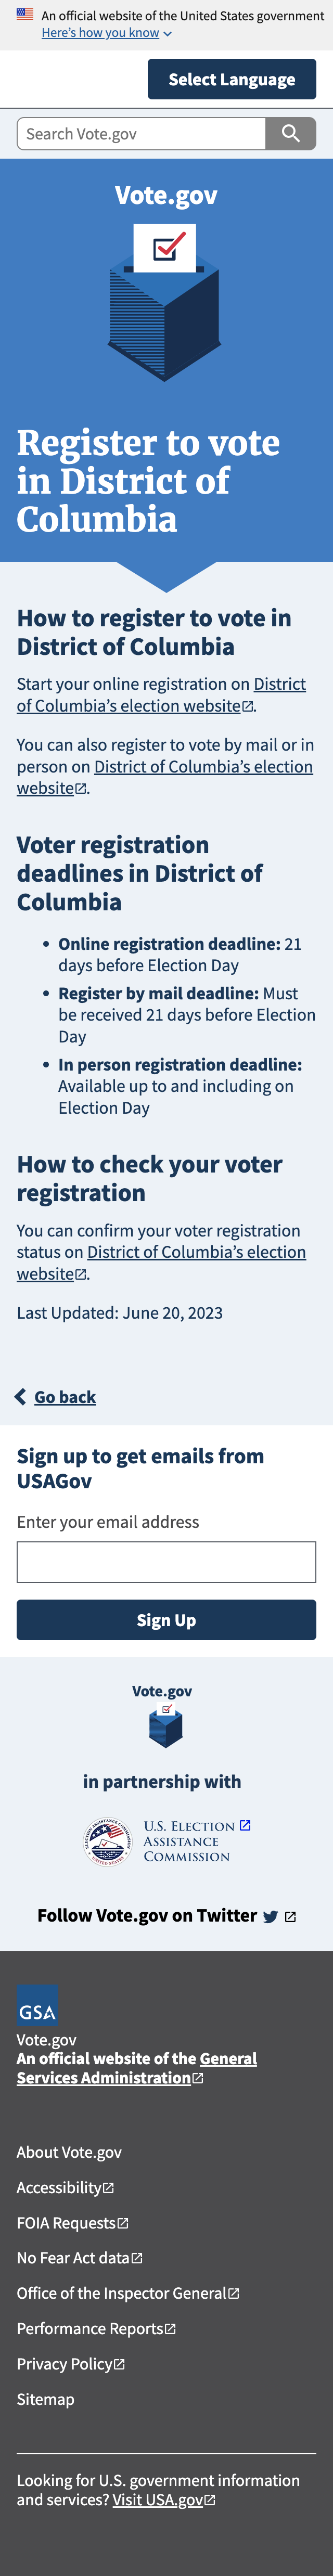 An official website of the United States government
Here's how you know
Select Language
Search Vote.gov
Vote.gov
Register to vote
in District of
Columbia
How to register to vote in
District of Columbia
Start your online registration on District
of Columbia's election website.
You can also register to vote by mail or in
person on District of Columbia's election
website.
Voter registration
deadlines in District of
Columbia
• Online registration deadline: 21
days before Election Day
• Register by mail deadline: Must
be received 21 days before Election
Day
• In person registration deadline:
Available up to and including on
Election Day
How to check your voter
registration
You can confirm your voter registration
status on District of Columbia's election
website.
Last Updated: June 20, 2023
Go back
Sign up to get emails from
USAGov
Enter your email address
Sign Up
Vote.gov
in partnership with
U.S. Election
Assistance
Commission
Follow Vote.gov on Twitter
GSA
Vote.gov
An official website of the General
Services Administration
About Vote.gov
Accessibility
FOIA Requests
No Fear Act data
Office of the Inspector General
Performance Reports
Privacy Policy
Sitemap
Looking for U.S. government information
and services? Visit USA.gov